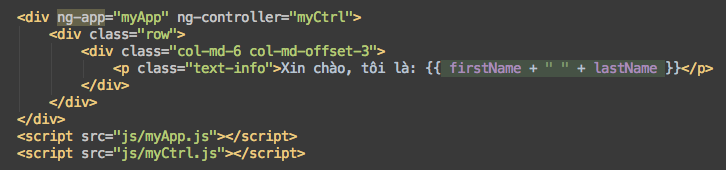 <div ng-app="myApp" ng-controller="myCtrl">
<div class="row">
<div class="col-md-6 col-md-offset-3">
<p class="text-info">Xin chào, tôi là: {{ firstName + " " + lastName }}</p>
</div>
</div>
</div>
<script src="js/myApp.js"></script>
<script src="js/myCtrl.js"></script>